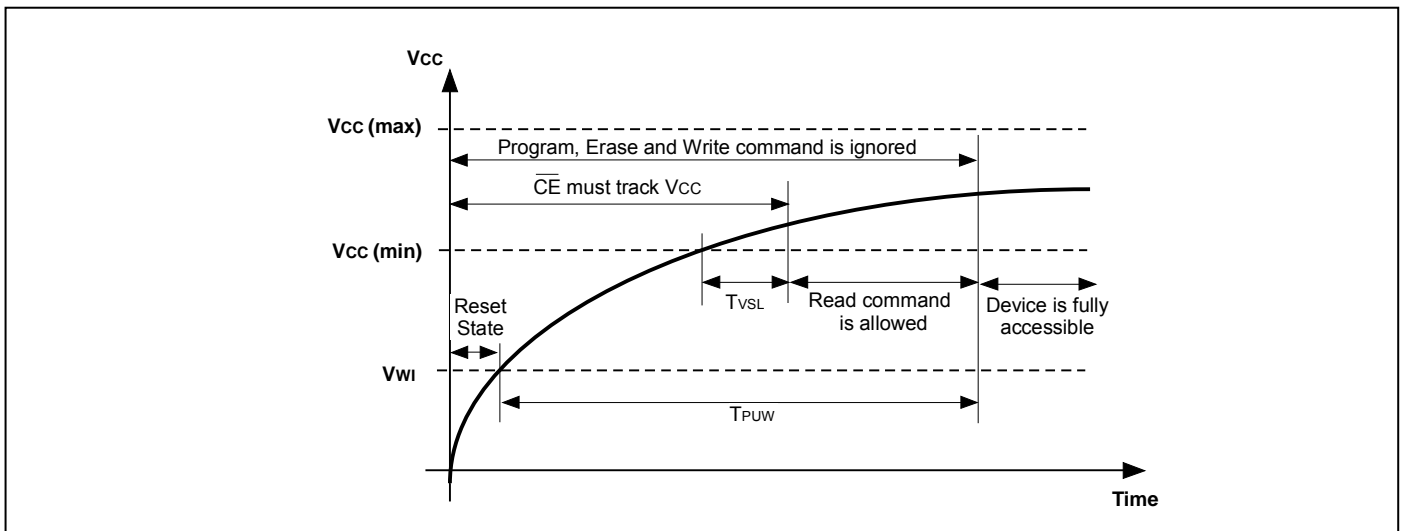 Vcc
Vcc (max)
Program, Erase and Write command is ignored
C̅E̅ must track Vcc
Vcc (min)
Reset
State
TVSL
Read command
is allowed
Device is fully
accessible
VWI
TPUW
Time